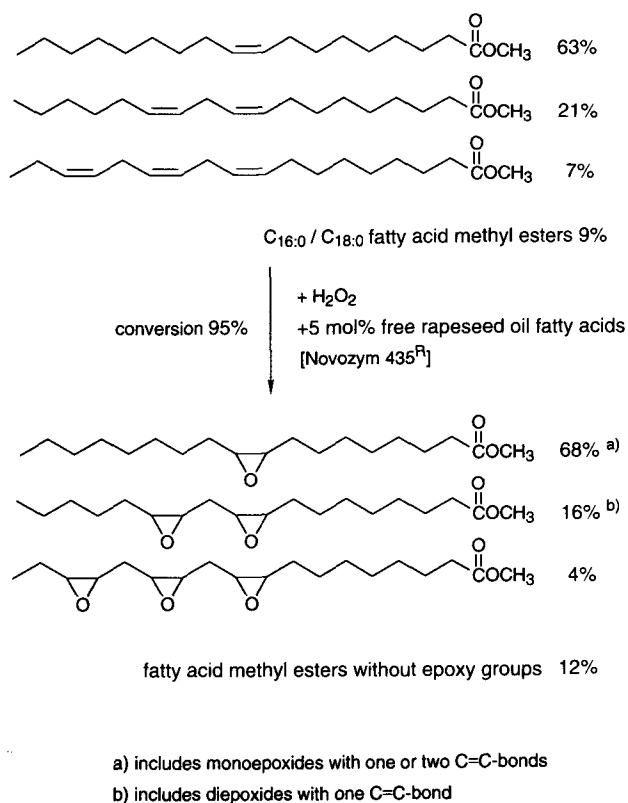 O
COCH3 63%
O
COCH3 21%
O
COCH3 7%
C16:0 / C18:0 fatty acid methyl esters 9%
+ H2O2
conversion 95% +5 mol% free rapeseed oil fatty acids
[Novozym 435R]
O
COCH3 68% a)
O
O
COCH3 16% b)
O O
O
COCH3 4%
O O O
fatty acid methyl esters without epoxy groups 12%
a) includes monoepoxides with one or two C=C-bonds
b) includes diepoxides with one C=C-bond